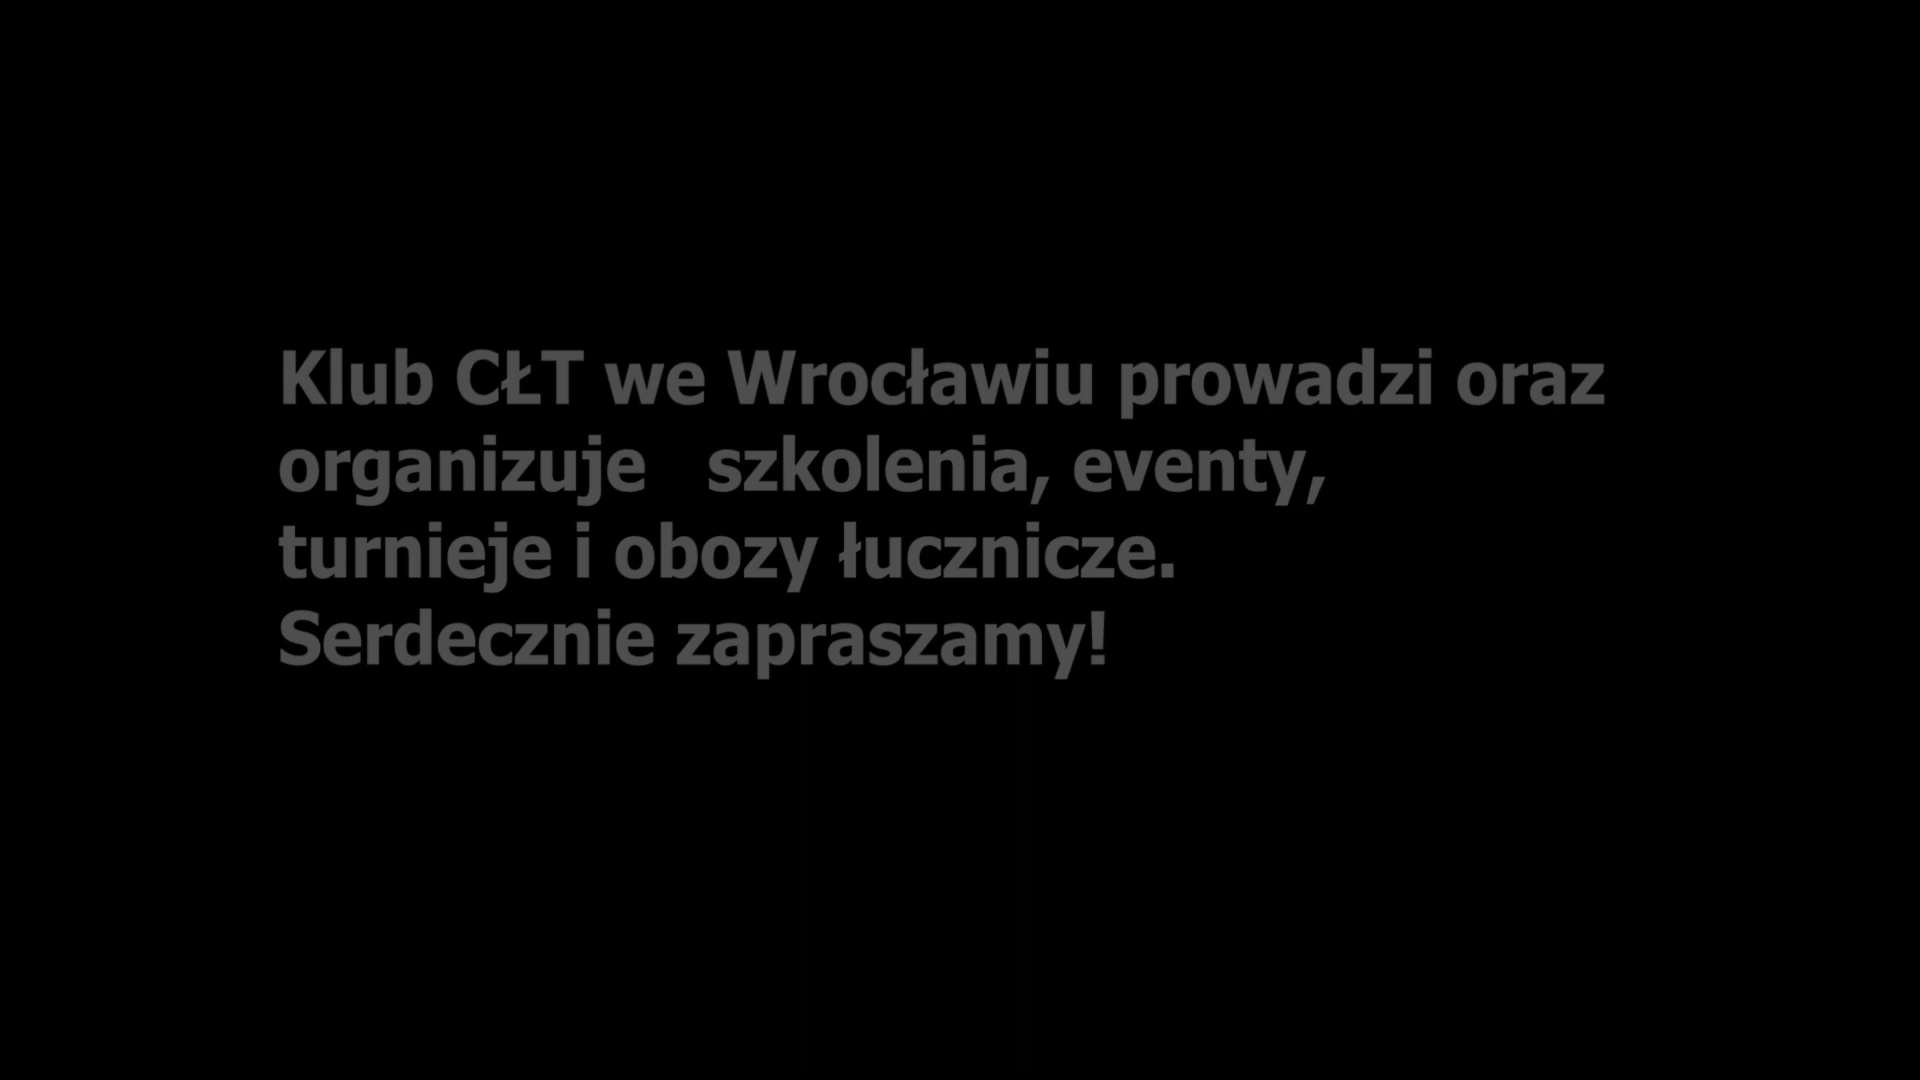 Klub CŁT we Wrocławiu prowadzi oraz
organizuje   szkolenia, eventy,
turnieje i obozy łucznicze.
Serdecznie zapraszamy!